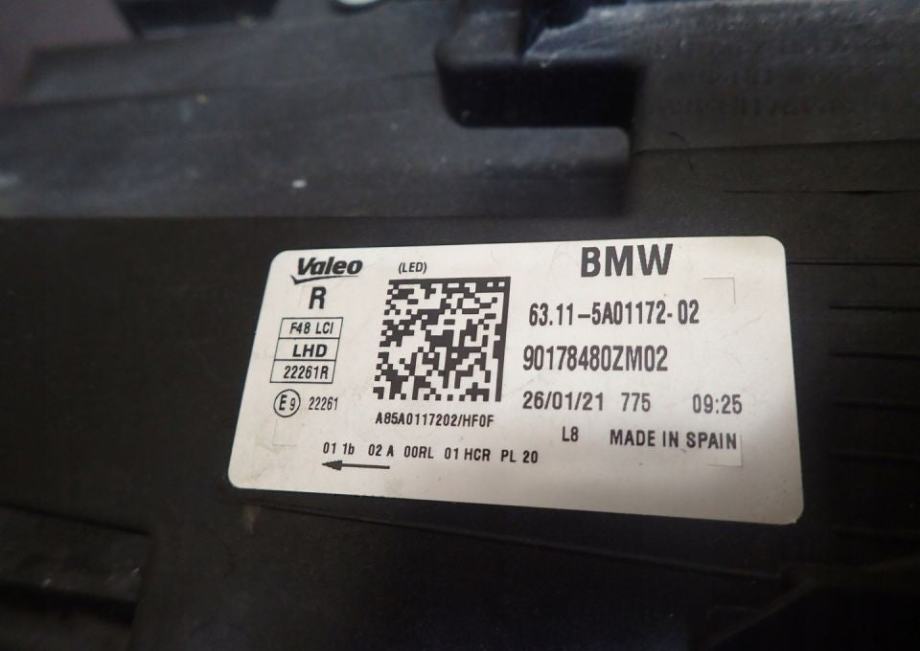 Valeo (LED) BMW
R
F48 LCI
LHD
22261R
E9 22261
A85A0117202/HF0F
63.11-5A01172-02
90178480ZM02
26/01/21 775 09:25
L8 MADE IN SPAIN
01 1b 02 A 00RL 01 HCR PL 20